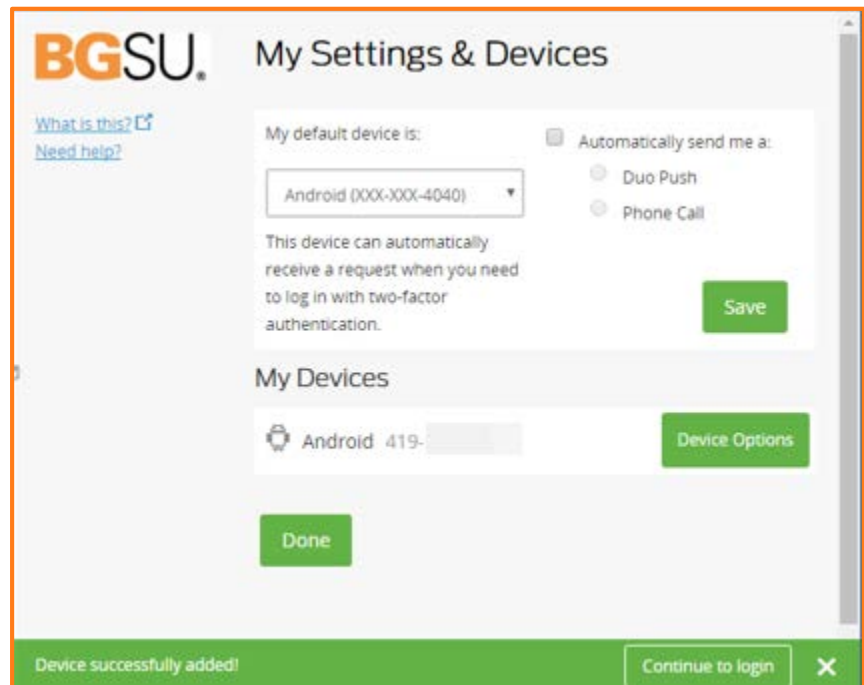 BGSU®
My Settings & Devices
What is this?
Need help?
My default device is:
Android (XXX-XXX-4040)
This device can automatically
receive a request when you need
to log in with two-factor
authentication.
Automatically send me a:
Duo Push
Phone Call
Save
My Devices
Android 419-
Device Options
Done
Device successfully added!
Continue to login